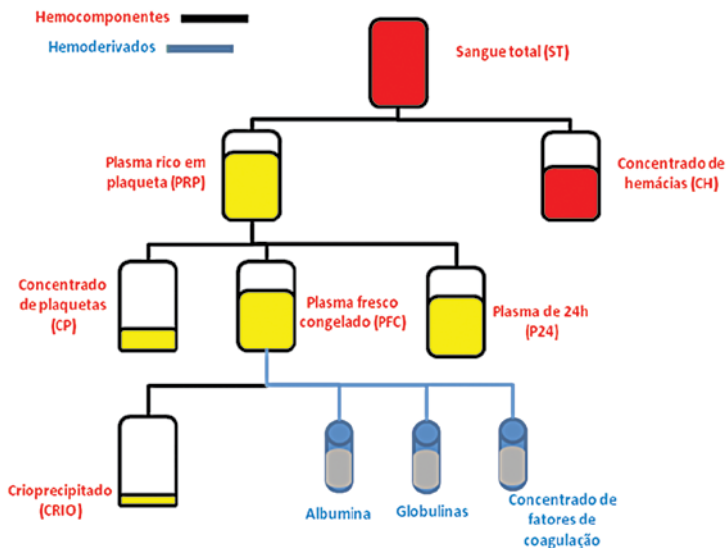 Hemocomponentes
Hemoderivados
Sangue total (ST)
Plasma rico em
plaqueta (PRP)
Concentrado de
hemácias (CH)
Concentrado
de plaquetas
(CP)
Plasma fresco
congelado (PFC)
Plasma de 24h
(P24)
Crioprecipitado
(CRIO)
Albumina
Globulinas
Concentrado de
fatores de
coagulação